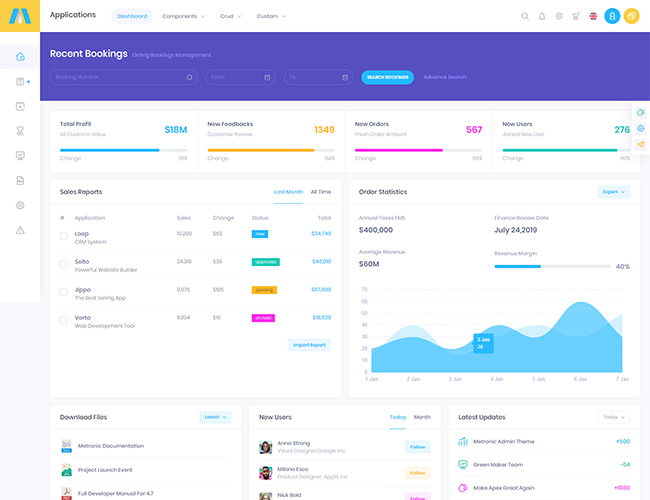 Applications Dashboard Components Crud Custom
Recent Bookings Online Bookings Management
Booking Number From To SEARCH BOOKINGS Advance Search
Total Profit $18M New Feedbacks 1349 New Orders 567 New Users 276
All Customs Value Customer Review Fresh Order Amount Joined New User
Change 78% Change 84% Change 69% Change 90%
Sales Reports Last Month All Time
# Application Sales Change Status Total
Loop 19,200 $63 new $34,740
CRM System
Selto 24,310 $39 approved $46,010
Powerful Website Builder
Jippo 9,076 $105 pending $67,800
The Best Selling App
Verto 11,094 $16 on hold $18,520
Web Development Tool
Import Report
Order Statistics Export
Annual Taxes EMS Finance Review Date
$400,000 July 24,2019
Avarage Revenue Revenue Margin
$60M 40%
70
60
50
40
30
20
10
0
3 Jan
20
1 Jan 2 Jan 3 Jan 4 Jan 5 Jan 6 Jan 7 Jan
Download Files Latest
Metronic Documentation
Project Launch Event
Full Developer Manual For 4.7
New Users Today Month
Anna Strong Follow
Visual Designer,Google Inc
Milano Esco Follow
Product Designer, Apple Inc
Nick Bold
Latest Updates Today
Metronic Admin Theme +500
Green Maker Team -64
Make Apex Great Again +1080